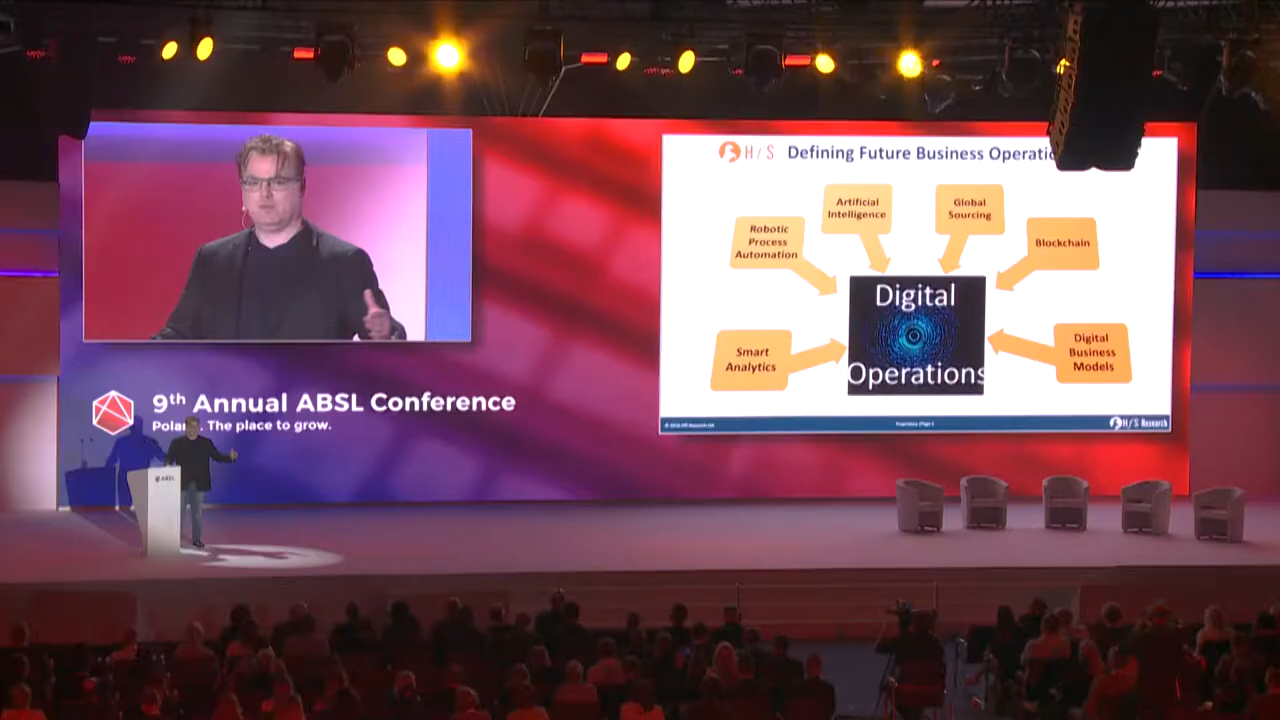 H/S Defining Future Business Operatio
Artificial
Intelligence
Global
Sourcing
Robotic
Process
Automation
Blockchain
Digital
Operations
Smart
Analytics
Digital
Business
Models
H/S Research
9th Annual ABSL Conference
The place to grow.
ABSL